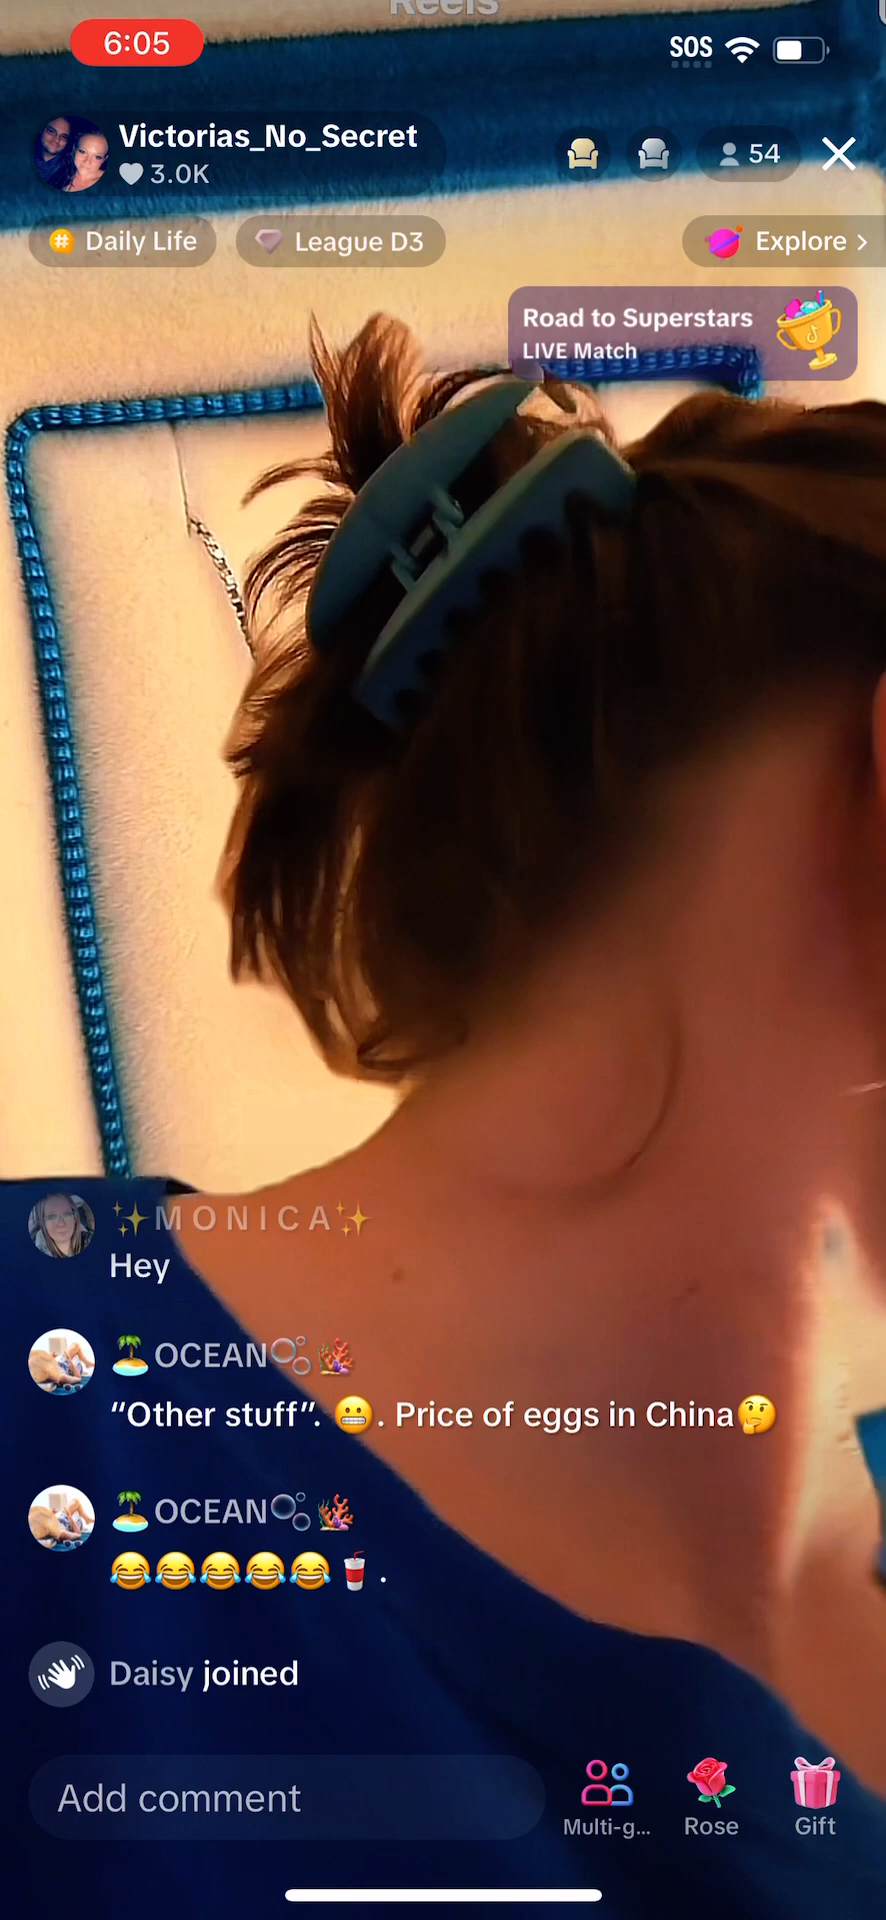 Reels
6:05
SOS
Victorias_No_Secret
3.0K
54
Daily Life
League D3
Explore >
Road to Superstars
LIVE Match
✨M O N I C A✨
Hey
🏝️OCEAN🫧🪸
“Other stuff”. 😬. Price of eggs in China🤔
🏝️OCEAN🫧🪸
😂😂😂😂😂🥤.
Daisy joined
Add comment
Multi-g...
Rose
Gift